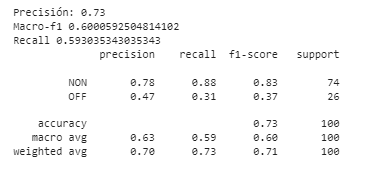 Precisión: 0.73
Macro-f1 0.6000592504814102
Recall 0.593035343035343
precision recall f1-score support
NON 0.78 0.88 0.83 74
OFF 0.47 0.31 0.37 26
accuracy 0.73 100
macro avg 0.63 0.59 0.60 100
weighted avg 0.70 0.73 0.71 100